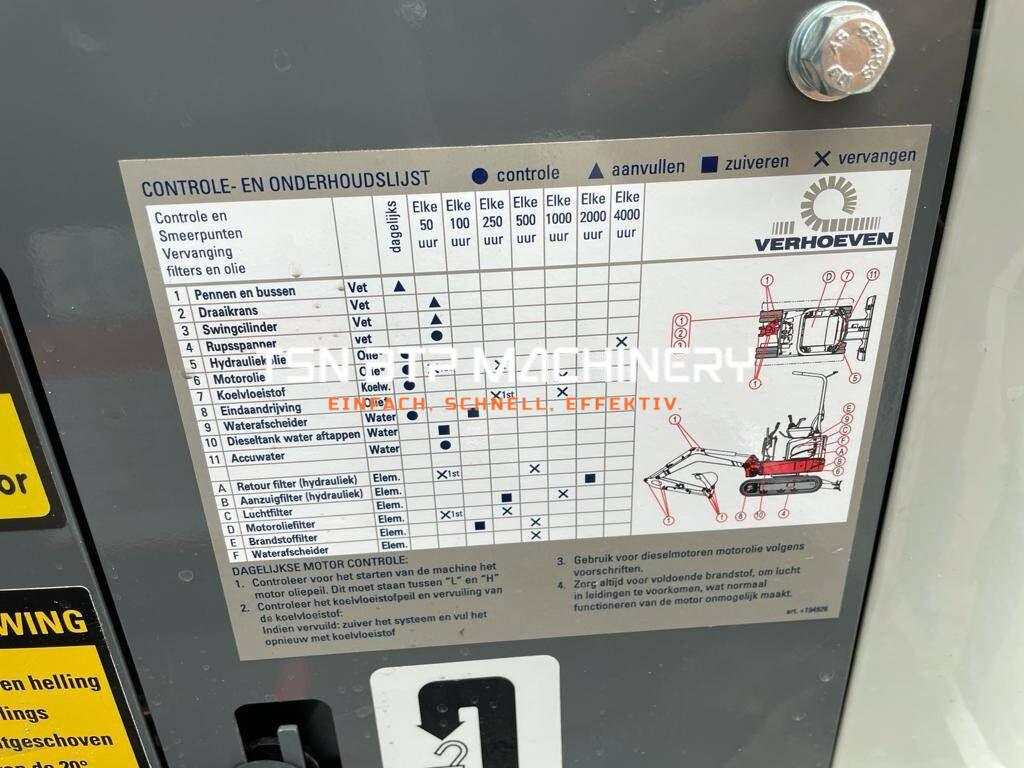 CONTROLE- EN ONDERHOUDSLIJST ● controle ▲ aanvullen ■ zuiveren ✕ vervangen
Controle en
Smeerpunten
Vervanging
filters en olie
dagelijks
Elke 50 uur
Elke 100 uur
Elke 250 uur
Elke 500 uur
Elke 1000 uur
Elke 2000 uur
Elke 4000 uur
VERHOEVEN
1 Pennen en bussen Vet ▲
2 Draaikrans Vet ▲
3 Swingcilinder Vet ▲
4 Rupsspanner vet ●
5 Hydrauliekolie Olie ● ✕
6 Motorolie Olie* ● ✕
7 Koelvloeistof Koelw. ●
8 Eindaandrijving Olie* ✕1st ✕
9 Waterafscheider Water ● ■
10 Dieseltank water aftappen Water ■
11 Accuwater Water ●
A Retour filter (hydrauliek) Elem. ✕1st ✕
B Aanzuigfilter (hydrauliek) Elem. ■
C Luchtfilter Elem. ■ ✕
D Motoroliefilter Elem. ✕1st ✕
E Brandstoffilter Elem. ■ ✕
F Waterafscheider Elem. ✕
DAGELIJKSE MOTOR CONTROLE:
1. Controleer voor het starten van de machine het
motor oliepeil. Dit moet staan tussen "L" en "H"
2. Controleer het koelvloeistofpeil en vervuiling van
de koelvloeistof:
Indien vervuild: zuiver het systeem en vul het
opnieuw met koelvloeistof
3. Gebruik voor dieselmotoren motorolie volgens
voorschriften.
4. Zorg altijd voor voldoende brandstof, om lucht
in leidingen te voorkomen, wat normaal
functioneren van de motor onmogelijk maakt.
MACHINERY
EINFACH. SCHNELL. EFFEKTIV.
or
WING
en helling
lings
tgeschoven
an de 20°
2